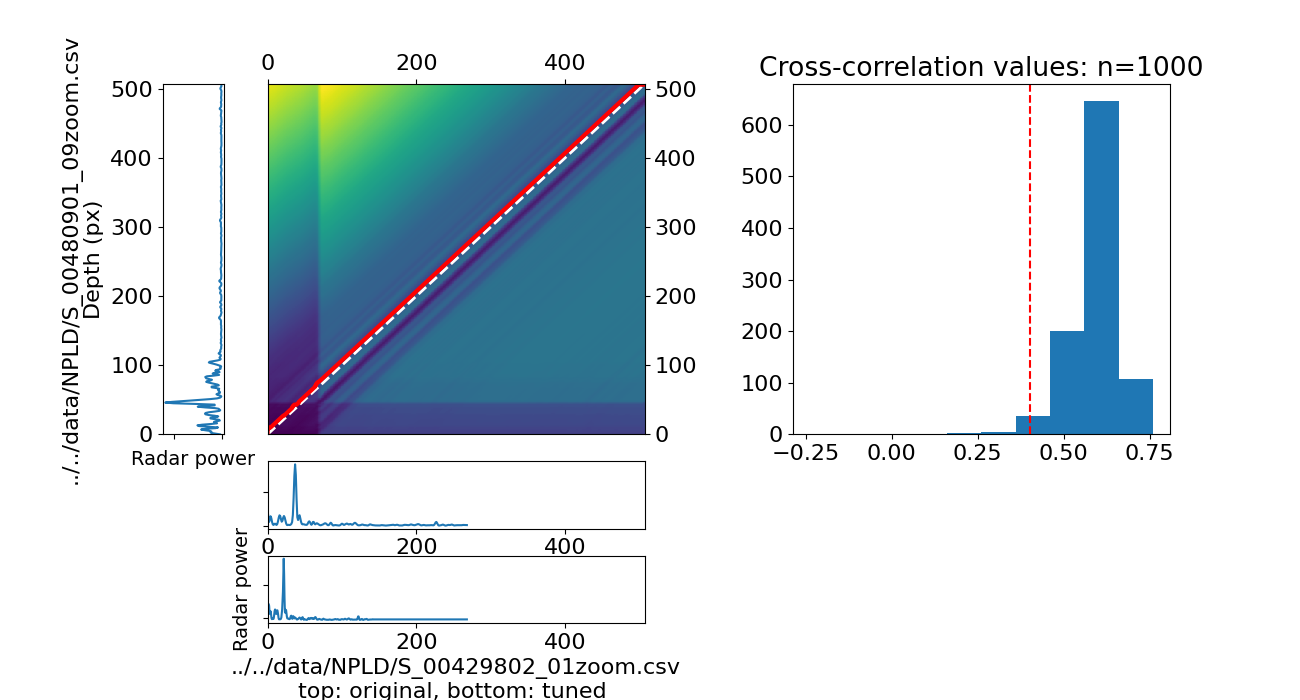 Cross-correlation values: n=1000
0 200 400
500
400
300
200
100
0
../../data/NPLD/S_00480901_09zoom.csv
Depth (px)
Radar power
500
400
300
200
100
0
600
500
400
300
200
100
0
−0.25 0.00 0.25 0.50 0.75
0 200 400
Radar power
0 200 400
../../data/NPLD/S_00429802_01zoom.csv
top: original, bottom: tuned